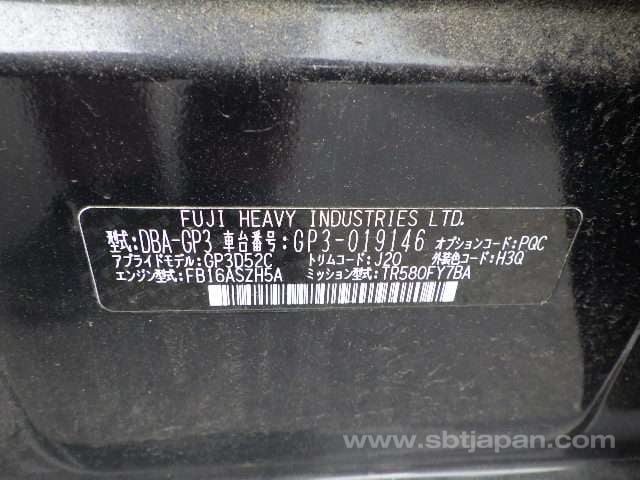 FUJI HEAVY INDUSTRIES LTD.
型式:DBA-GP3 車台番号:GP3-019146 オプションコード:PQC
アプライドモデル:GP3D52C トリムコード:J20 外装色コード:H3Q
エンジン型式:FB16ASZH5A ミッション型式:TR580FY7BA
www.sbtjapan.com